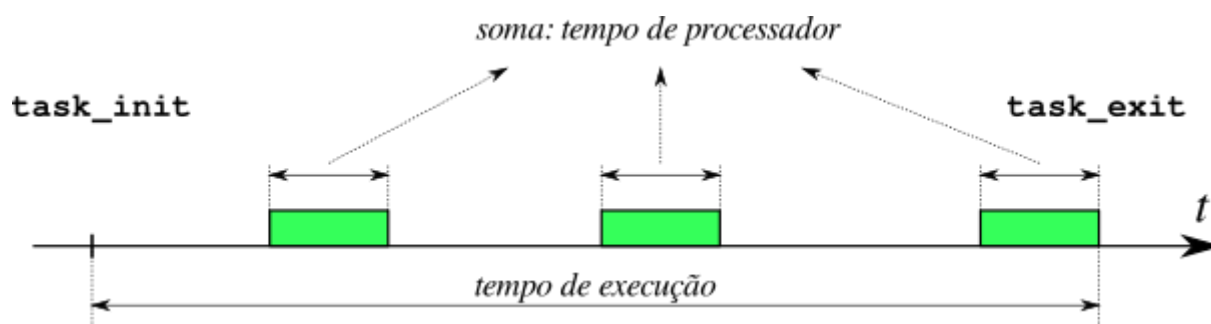 soma: tempo de processador
task_init
task_exit
t
tempo de execução